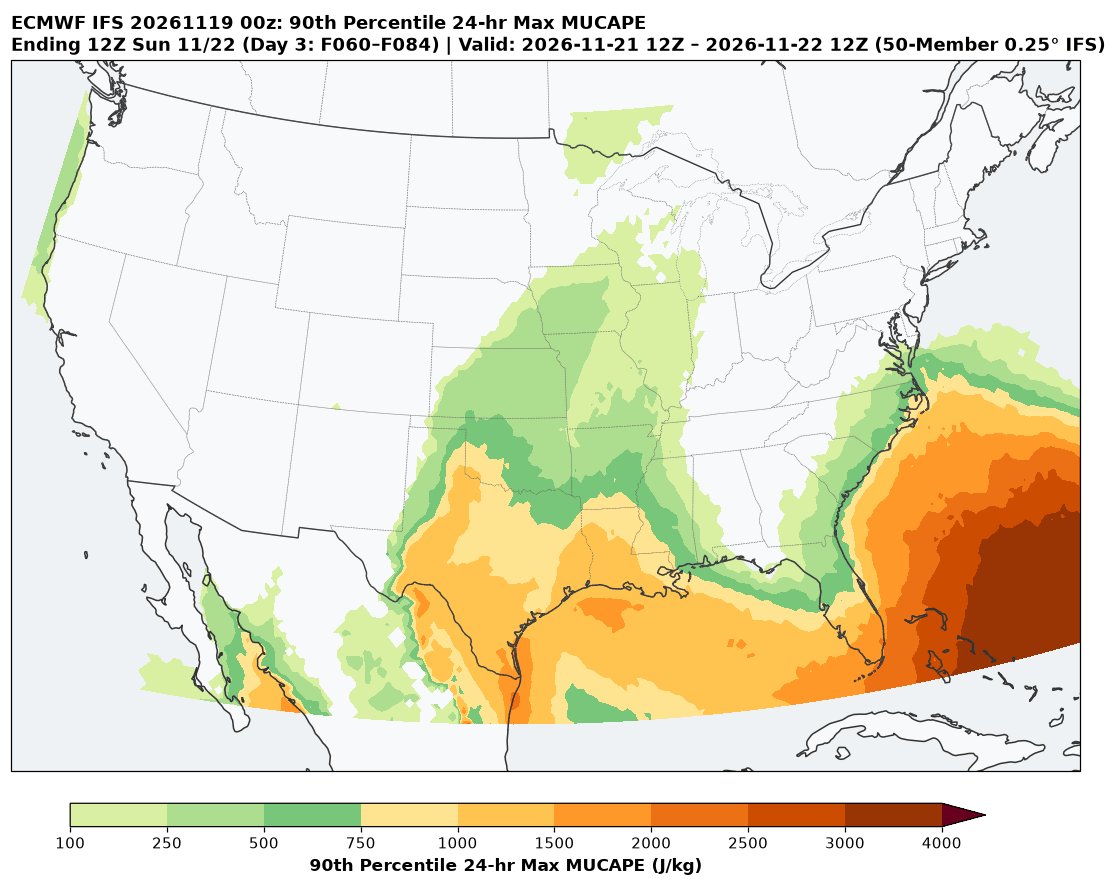 ECMWF IFS 20261119 00z: 90th Percentile 24-hr Max MUCAPE
Ending 12Z Sun 11/22 (Day 3: F060–F084) | Valid: 2026-11-21 12Z – 2026-11-22 12Z (50-Member 0.25° IFS)
100 250 500 750 1000 1500 2000 2500 3000 4000
90th Percentile 24-hr Max MUCAPE (J/kg)